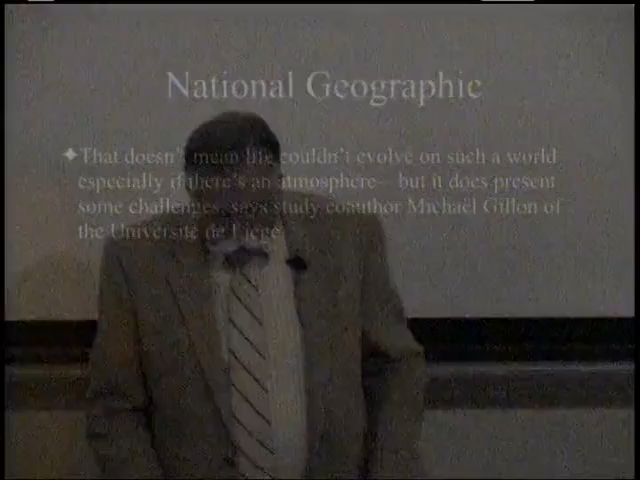 National Geographic
✦That doesn't mean life couldn't evolve on such a world
especially if there's an atmosphere—but it does present
some challenges, says study coauthor Michaël Gillon of
the Université de Liège